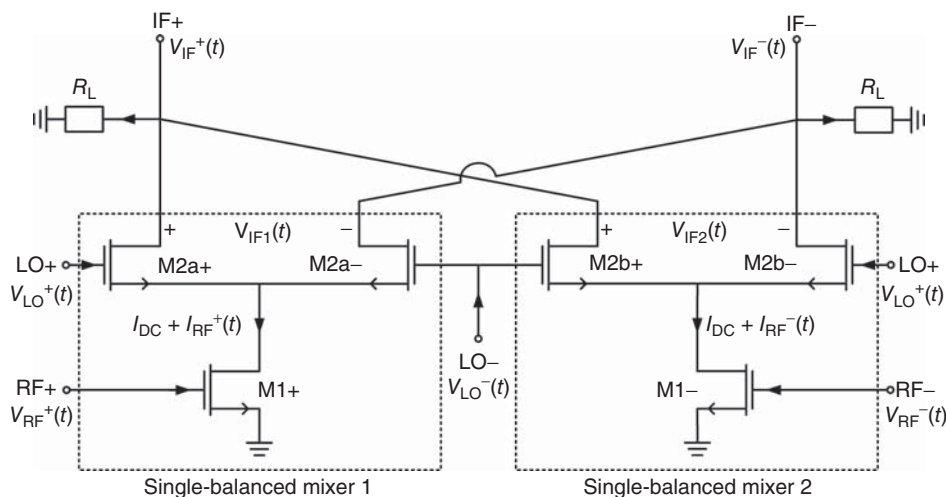 IF+
V_IF^+(t)
IF−
V_IF^−(t)
R_L
R_L
+
V_IF1(t)
−
+
V_IF2(t)
−
LO+
V_LO^+(t)
M2a+
M2a−
M2b+
M2b−
LO+
V_LO^+(t)
I_DC + I_RF^+(t)
I_DC + I_RF^−(t)
LO−
V_LO^−(t)
RF+
V_RF^+(t)
M1+
M1−
RF−
V_RF^−(t)
Single-balanced mixer 1
Single-balanced mixer 2